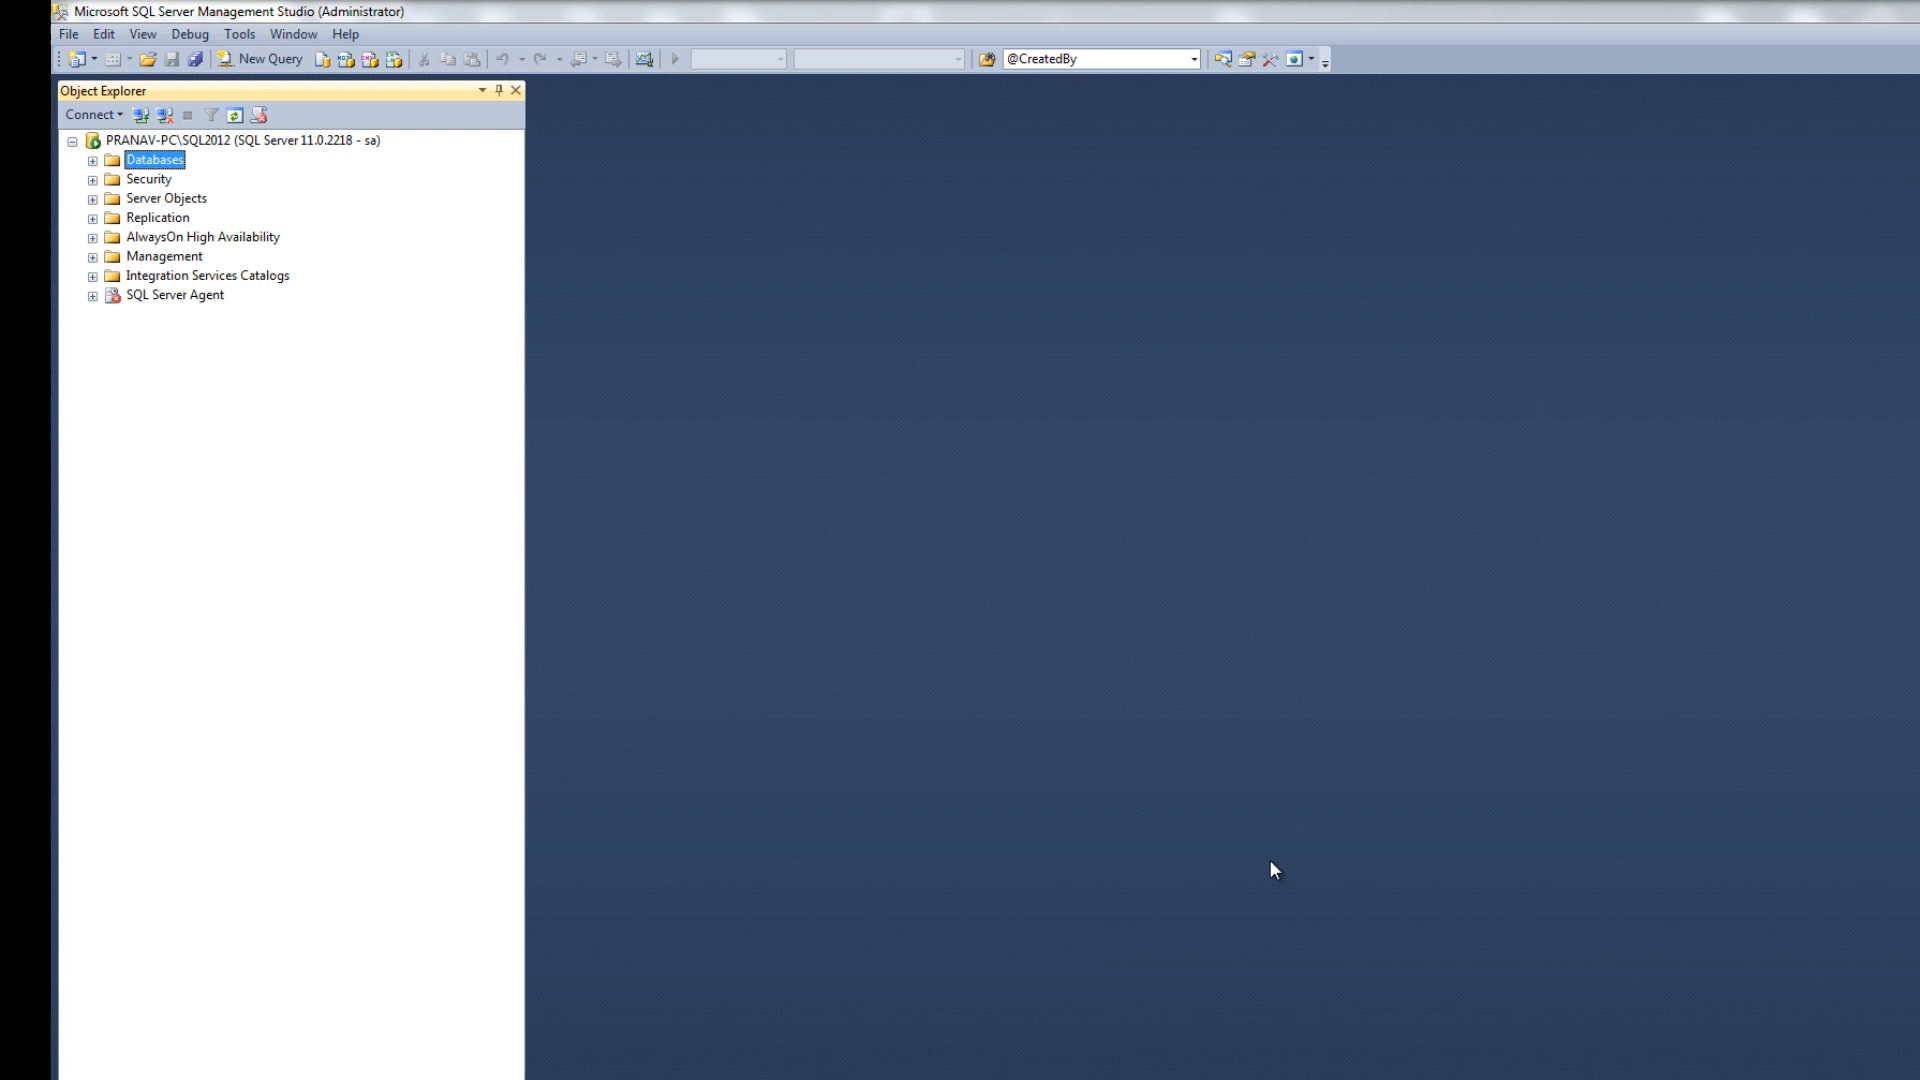 Microsoft SQL Server Management Studio (Administrator)
File Edit View Debug Tools Window Help
New Query @CreatedBy
Object Explorer
Connect
PRANAV-PC\SQL2012 (SQL Server 11.0.2218 - sa)
Databases
Security
Server Objects
Replication
AlwaysOn High Availability
Management
Integration Services Catalogs
SQL Server Agent